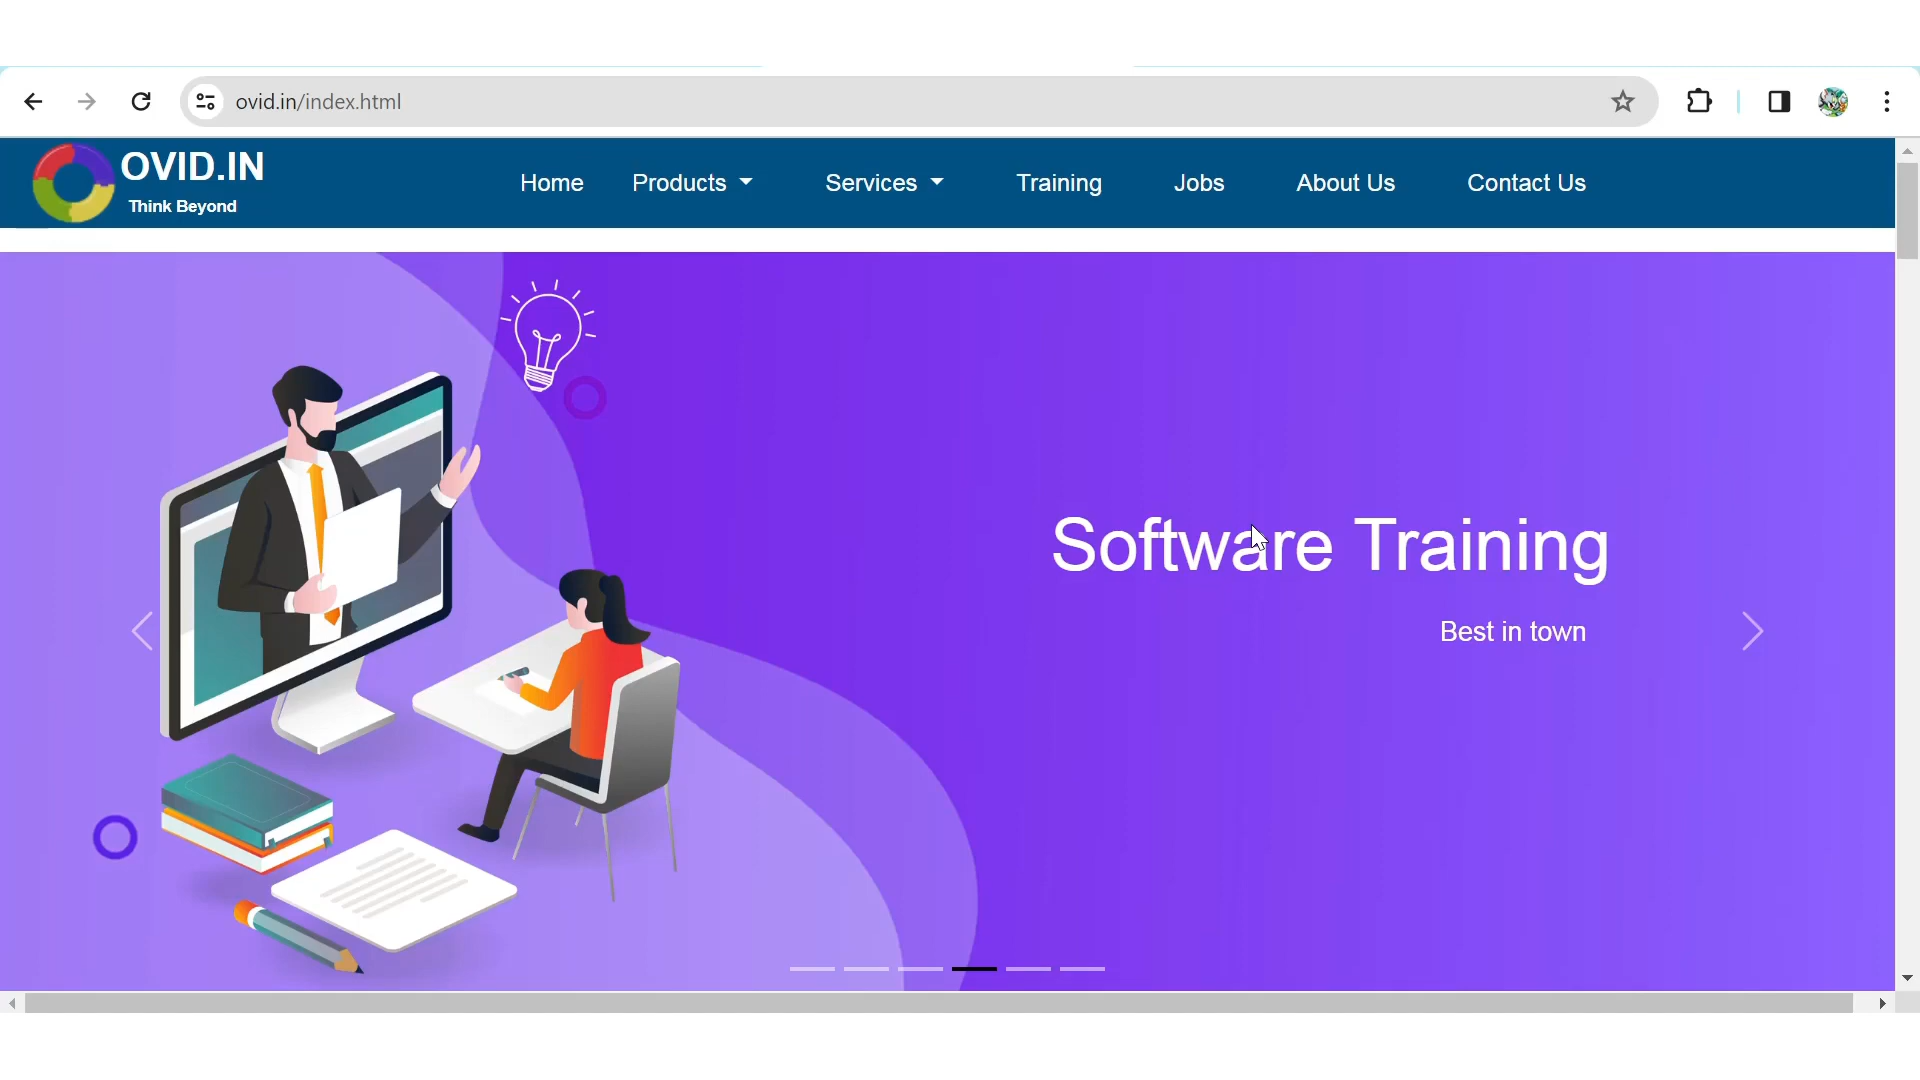 ovid.in/index.html
OVID.IN
Think Beyond
Home Products Services Training Jobs About Us Contact Us
Software Training
Best in town